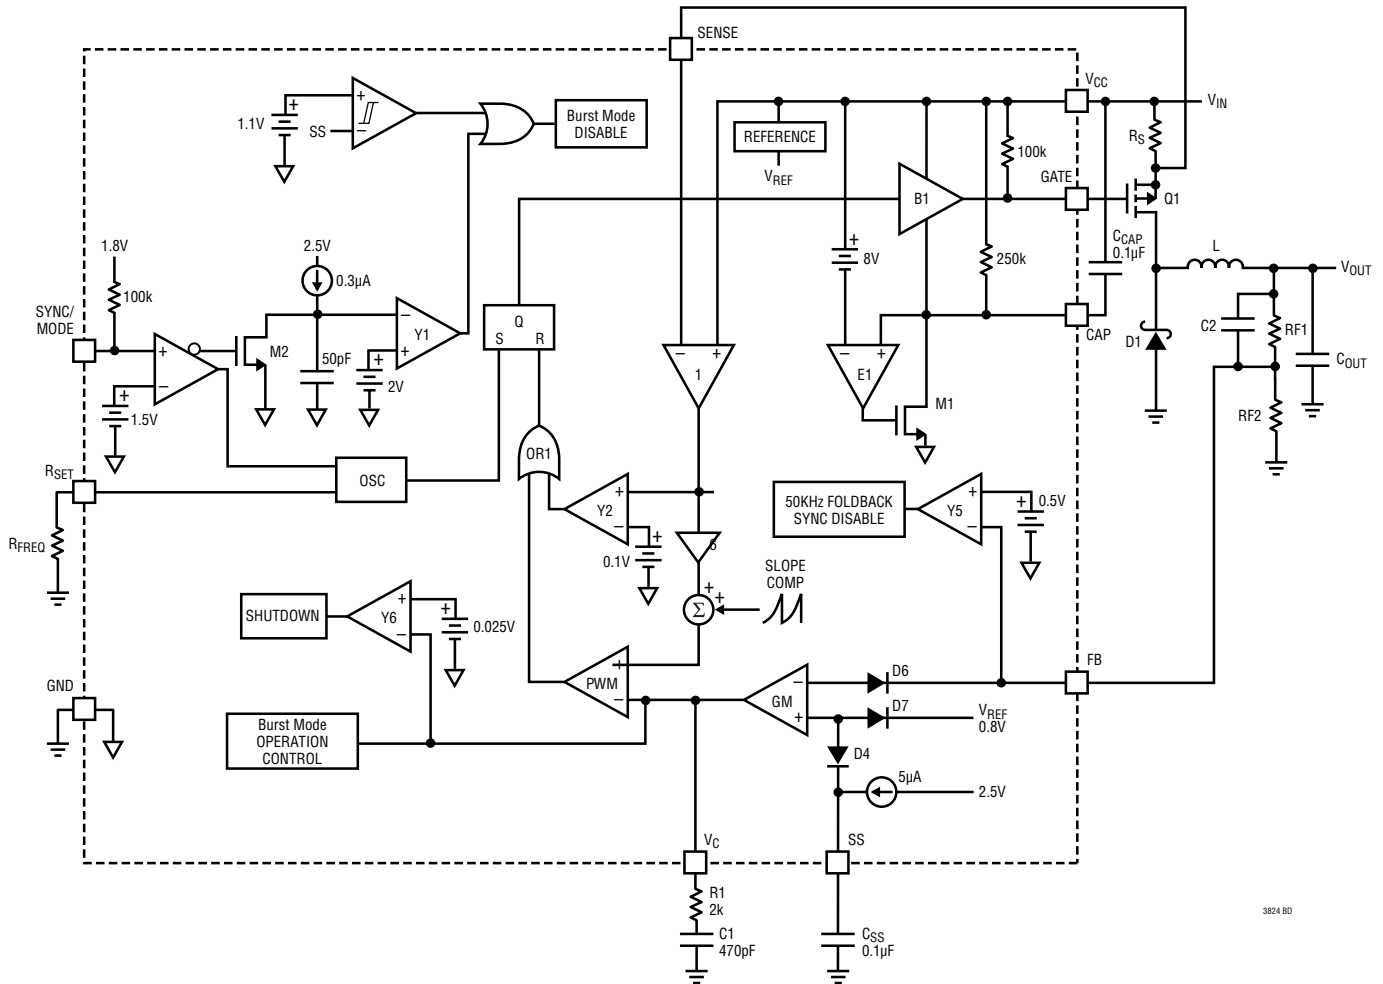 SENSE
VCC
VIN
1.1V
+
+
SS
–
Burst Mode
DISABLE
REFERENCE
VREF
100k
RS
GATE
B1
Q1
1.8V
100k
2.5V
0.3µA
+
8V
250k
CCAP
0.1µF
L
VOUT
SYNC/
MODE
+
–
M2
50pF
–
+
Y1
+
2V
Q
S
R
CAP
C2
RF1
D1
COUT
+
1.5V
–
+
1
–
+
E1
M1
RF2
RSET
OSC
OR1
+
–
Y2
+
0.1V
50KHz FOLDBACK
SYNC DISABLE
Y5
+
–
+
0.5V
RFREQ
6
SLOPE
COMP
+
+
Σ
SHUTDOWN
Y6
+
–
+
0.025V
PWM
+
–
GM
–
+
D6
D7
FB
VREF
0.8V
GND
Burst Mode
OPERATION
CONTROL
D4
5µA
2.5V
VC
SS
R1
2k
C1
470pF
CSS
0.1µF
3824 BD